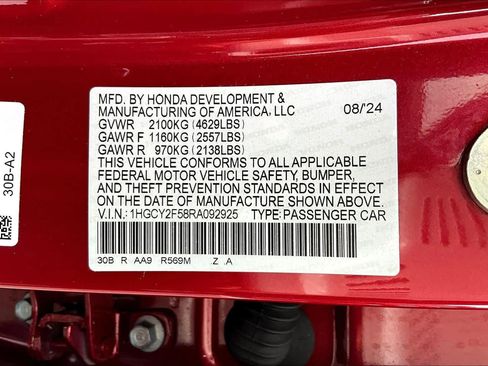 MFD. BY HONDA DEVELOPMENT &
MANUFACTURING OF AMERICA, LLC 08/24
GVWR 2100KG (4629LBS)
GAWR F 1160KG (2557LBS)
GAWR R 970KG (2138LBS)
THIS VEHICLE CONFORMS TO ALL APPLICABLE
FEDERAL MOTOR VEHICLE SAFETY, BUMPER,
AND THEFT PREVENTION STANDARDS IN EFFECT
ON THE DATE OF MANUFACTURE SHOWN ABOVE.
V.I.N.: 1HGCY2F58RA092925 TYPE: PASSENGER CAR
30B R AA9 R569M Z .A
30B-A2